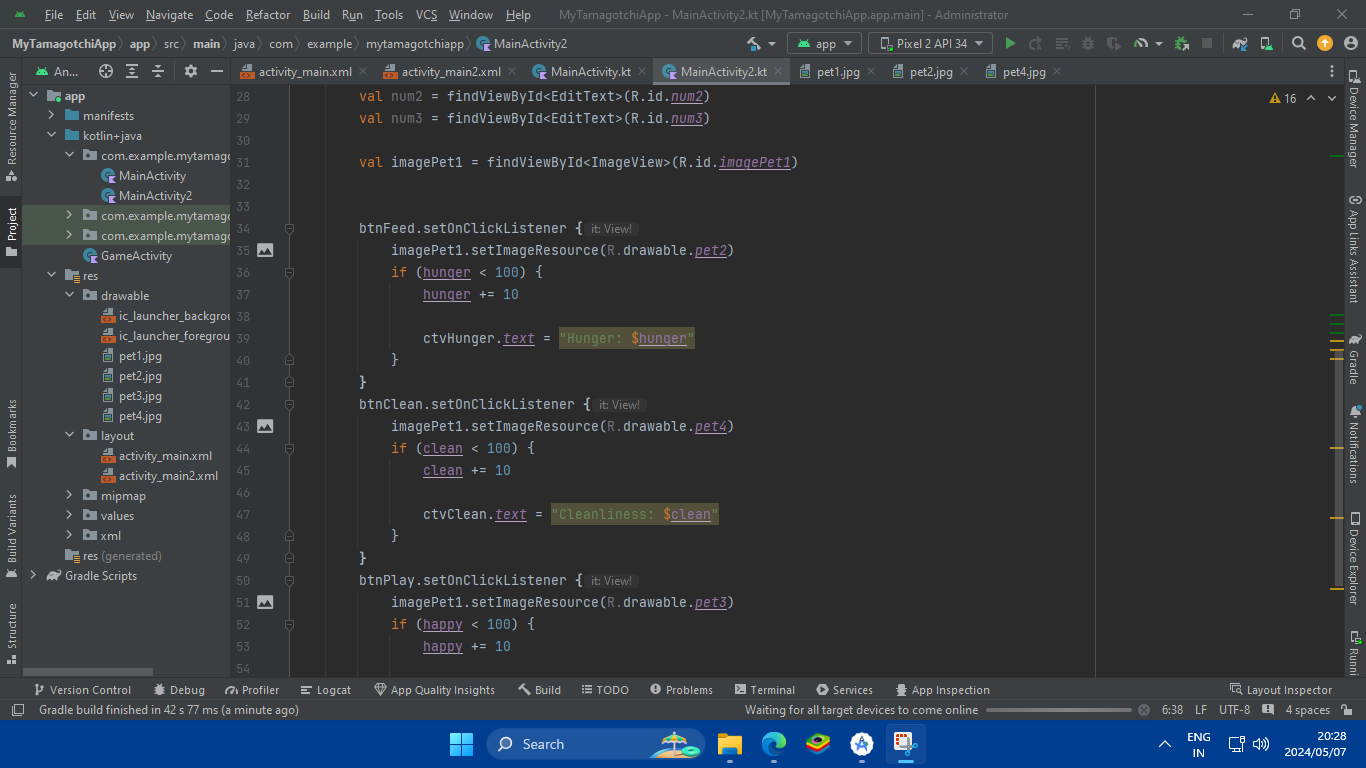 File Edit View Navigate Code Refactor Build Run Tools VCS Window Help MyTamagotchiApp - MainActivity2.kt [MyTamagotchiApp.app.main] - Administrator
MyTamagotchiApp app src main java com example mytamagotchiapp MainActivity2 app Pixel 2 API 34
Resource Manager
Project
Bookmarks
Build Variants
Structure
An...
app
manifests
kotlin+java
com.example.mytamago
MainActivity
MainActivity2
com.example.mytamago
com.example.mytamago
GameActivity
res
drawable
ic_launcher_backgrou
ic_launcher_foregrou
pet1.jpg
pet2.jpg
pet3.jpg
pet4.jpg
layout
activity_main.xml
activity_main2.xml
mipmap
values
xml
res (generated)
Gradle Scripts
activity_main.xml activity_main2.xml MainActivity.kt MainActivity2.kt pet1.jpg pet2.jpg pet4.jpg
16
28 val num2 = findViewById<EditText>(R.id.num2)
29 val num3 = findViewById<EditText>(R.id.num3)
30
31 val imagePet1 = findViewById<ImageView>(R.id.imagePet1)
32
33
34 btnFeed.setOnClickListener { it: View!
35 imagePet1.setImageResource(R.drawable.pet2)
36 if (hunger < 100) {
37 hunger += 10
38
39 ctvHunger.text = "Hunger: $hunger"
40 }
41 }
42 btnClean.setOnClickListener { it: View!
43 imagePet1.setImageResource(R.drawable.pet4)
44 if (clean < 100) {
45 clean += 10
46
47 ctvClean.text = "Cleanliness: $clean"
48 }
49 }
50 btnPlay.setOnClickListener { it: View!
51 imagePet1.setImageResource(R.drawable.pet3)
52 if (happy < 100) {
53 happy += 10
54
Device Manager
App Links Assistant
Gradle
Notifications
Device Explorer
Runni
Version Control Debug Profiler Logcat App Quality Insights Build TODO Problems Terminal Services App Inspection Layout Inspector
Gradle build finished in 42 s 77 ms (a minute ago) Waiting for all target devices to come online 6:38 LF UTF-8 4 spaces
Search
ENG
IN
20:28
2024/05/07